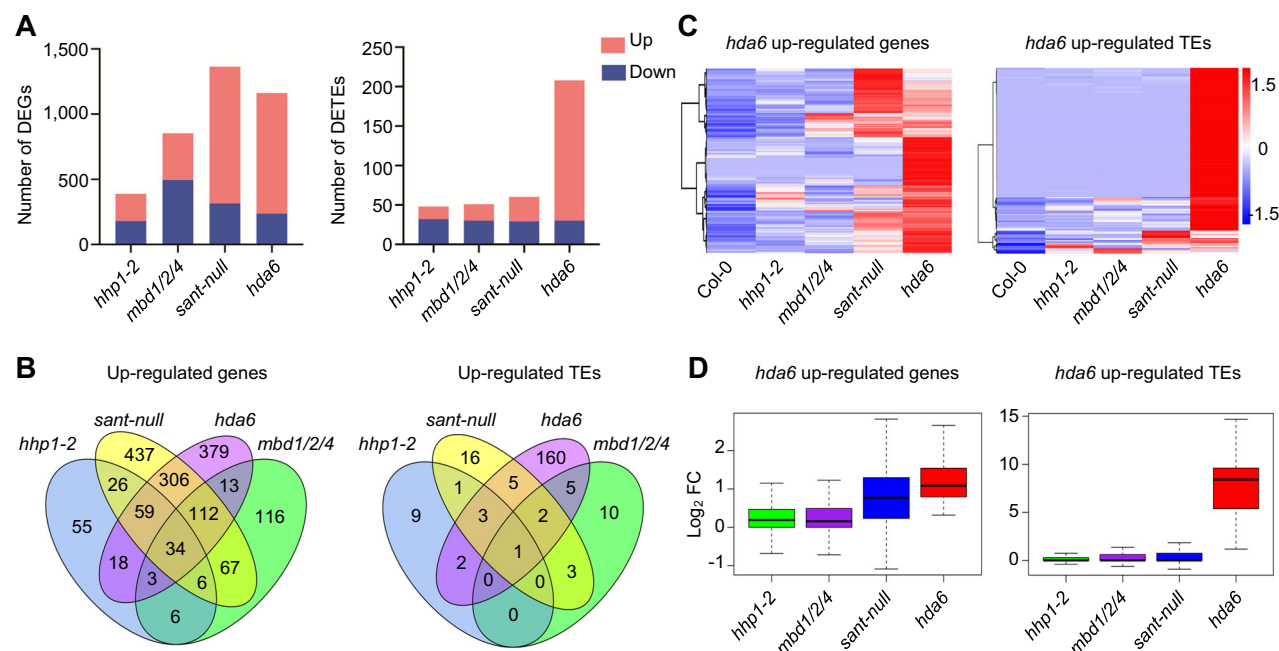 A
Number of DEGs
1,500
1,000
500
0
hhp1-2
mbd1/2/4
sant-null
hda6
Number of DETEs
250
200
150
100
50
0
hhp1-2
mbd1/2/4
sant-null
hda6
Up
Down
C
hda6 up-regulated genes
Col-0
hhp1-2
mbd1/2/4
sant-null
hda6
hda6 up-regulated TEs
Col-0
hhp1-2
mbd1/2/4
sant-null
hda6
1.5
0
-1.5
B
Up-regulated genes
hhp1-2
sant-null
hda6
mbd1/2/4
437
379
26
306
13
55
59
112
116
18
34
67
3
6
6
Up-regulated TEs
hhp1-2
sant-null
hda6
mbd1/2/4
16
160
1
5
5
9
3
2
10
2
1
3
0
0
0
D
hda6 up-regulated genes
Log2 FC
2
1
0
-1
hhp1-2
mbd1/2/4
sant-null
hda6
hda6 up-regulated TEs
15
10
5
0
hhp1-2
mbd1/2/4
sant-null
hda6